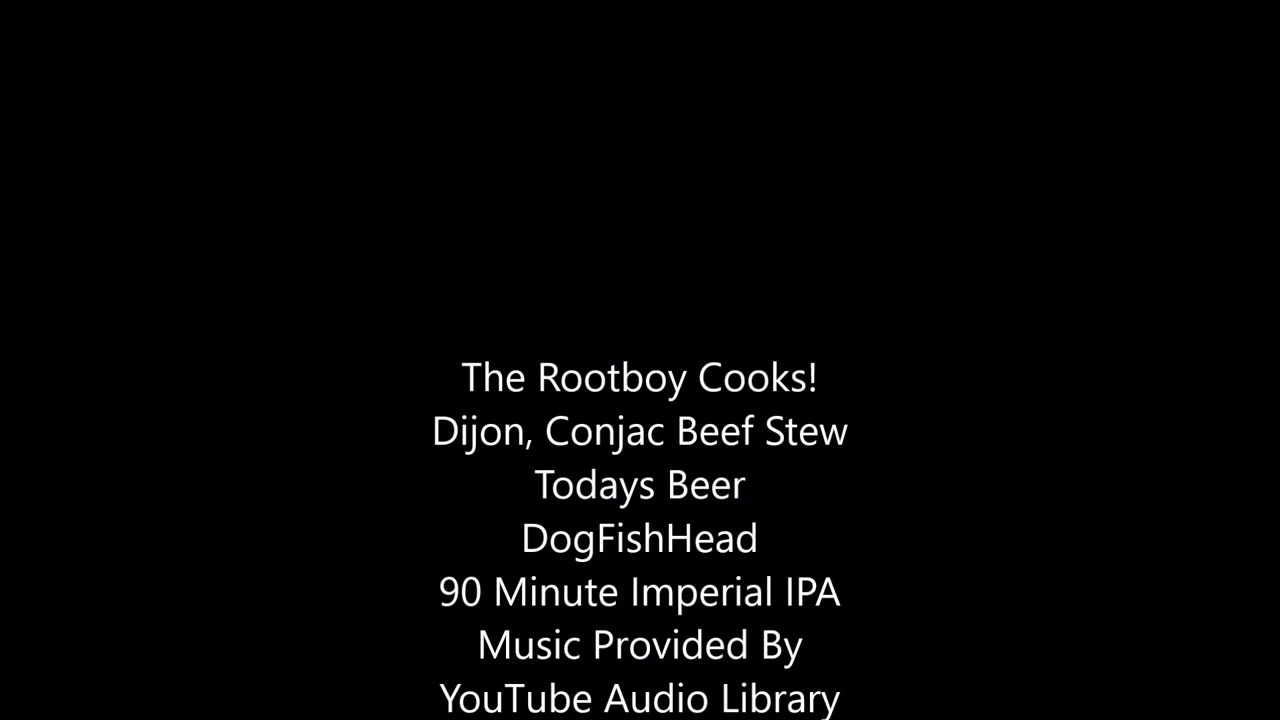 The Rootboy Cooks!
Dijon, Conjac Beef Stew
Todays Beer
DogFishHead
90 Minute Imperial IPA
Music Provided By
YouTube Audio Library